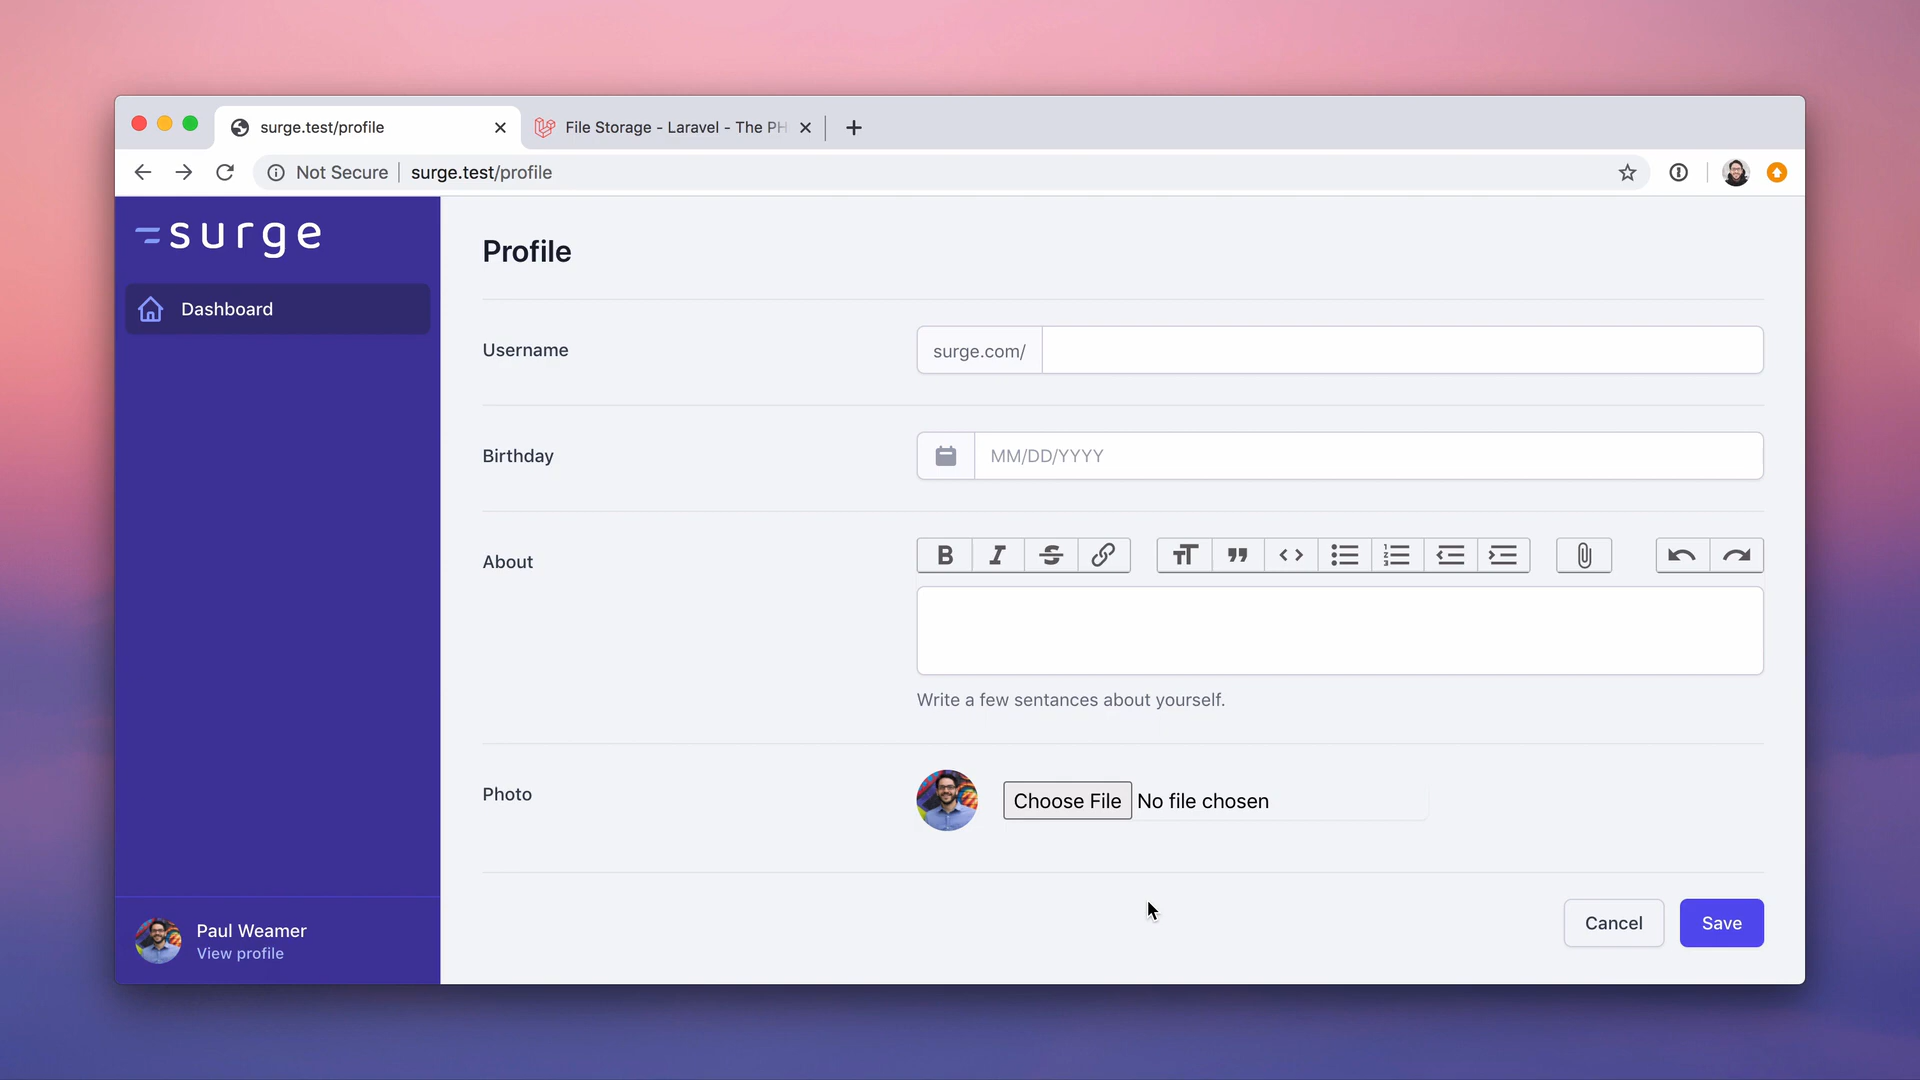 surge.test/profile
File Storage - Laravel - The PH
Not Secure
surge.test/profile
surge
Dashboard
Profile
Username
surge.com/
Birthday
MM/DD/YYYY
About
Write a few sentences about yourself.
Photo
Choose File No file chosen
Cancel
Save
Paul Weamer
View profile